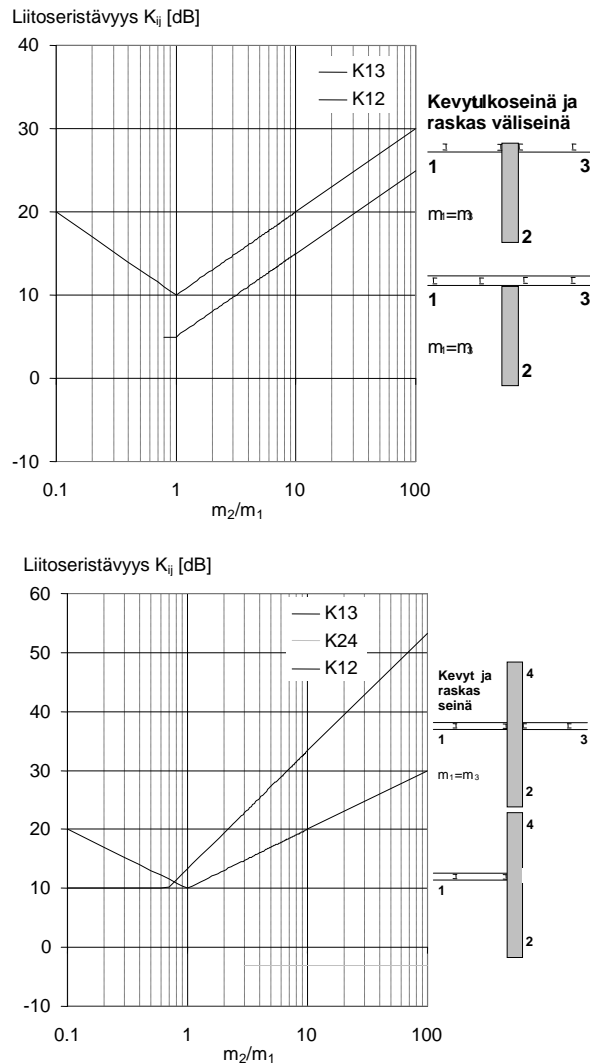 Liitoseristävyys Kij [dB]
40
30
20
10
0
-10
0.1
1
10
100
m2/m1
K13
K12
Kevytulkoseinä ja
raskas väliseinä
1
3
m1=m3
2
1
3
m1=m3
2
Liitoseristävyys Kij [dB]
60
50
40
30
20
10
0
-10
0.1
1
10
100
m2/m1
K13
K24
K12
Kevyt ja
raskas
seinä
4
1
3
m1=m3
2
4
1
2